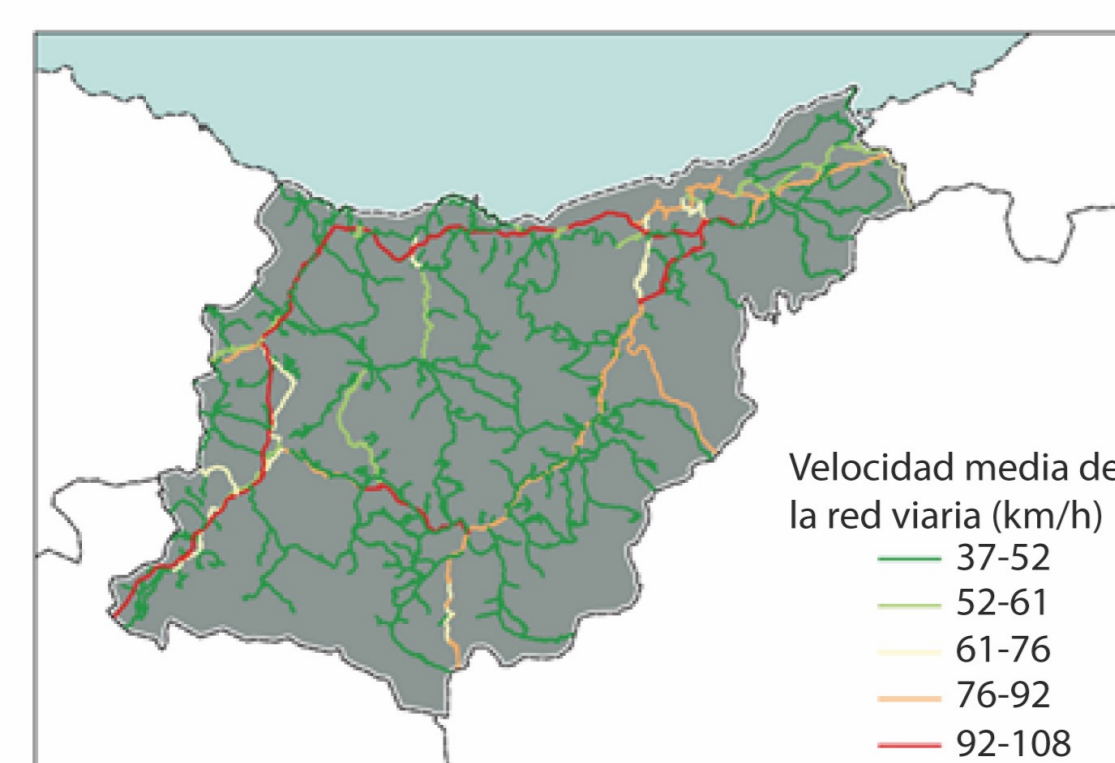 Velocidad media de
la red viaria (km/h)
37-52
52-61
61-76
76-92
92-108